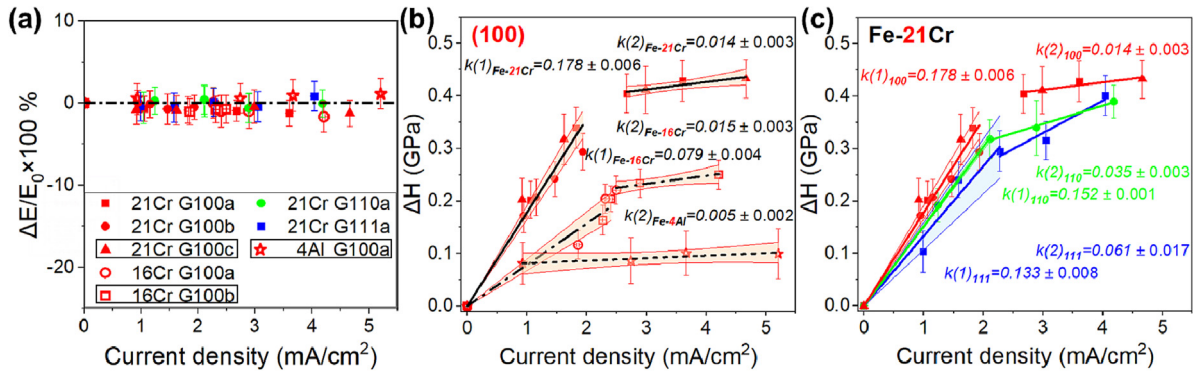 (a)
10
0
-10
-20
ΔE/E₀×100 %
21Cr G100a
21Cr G110a
21Cr G100b
21Cr G111a
21Cr G100c
4Al G100a
16Cr G100a
16Cr G100b
0 1 2 3 4 5
Current density (mA/cm²)
(b)
(100)
k(2)Fe-21Cr=0.014 ± 0.003
k(1)Fe-21Cr=0.178 ± 0.006
k(2)Fe-16Cr=0.015 ± 0.003
k(1)Fe-16Cr=0.079 ± 0.004
k(2)Fe-4Al=0.005 ± 0.002
0.5
0.4
0.3
0.2
0.1
0.0
ΔH (GPa)
0 1 2 3 4 5
Current density (mA/cm²)
(c)
Fe-21Cr
k(2)100=0.014 ± 0.003
k(1)100=0.178 ± 0.006
k(2)110=0.035 ± 0.003
k(1)110=0.152 ± 0.001
k(2)111=0.061 ± 0.017
k(1)111=0.133 ± 0.008
0.5
0.4
0.3
0.2
0.1
0.0
ΔH (GPa)
0 1 2 3 4 5
Current density (mA/cm²)